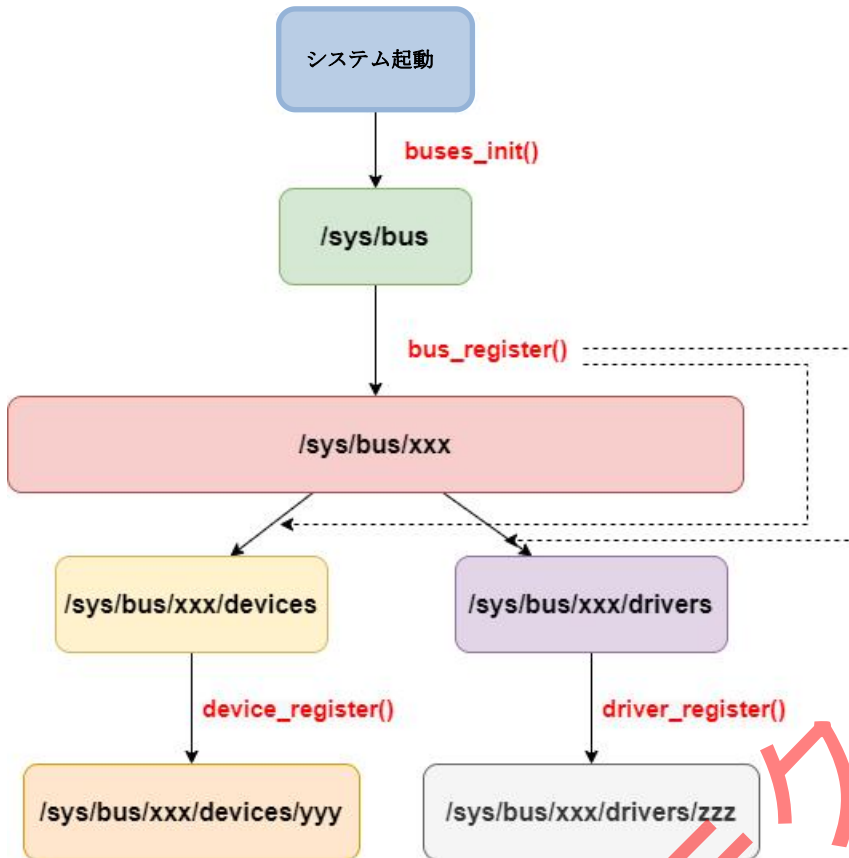 システム起動
buses_init()
/sys/bus
bus_register()
/sys/bus/xxx
/sys/bus/xxx/devices
/sys/bus/xxx/drivers
device_register()
driver_register()
/sys/bus/xxx/devices/yyy
/sys/bus/xxx/drivers/zzz